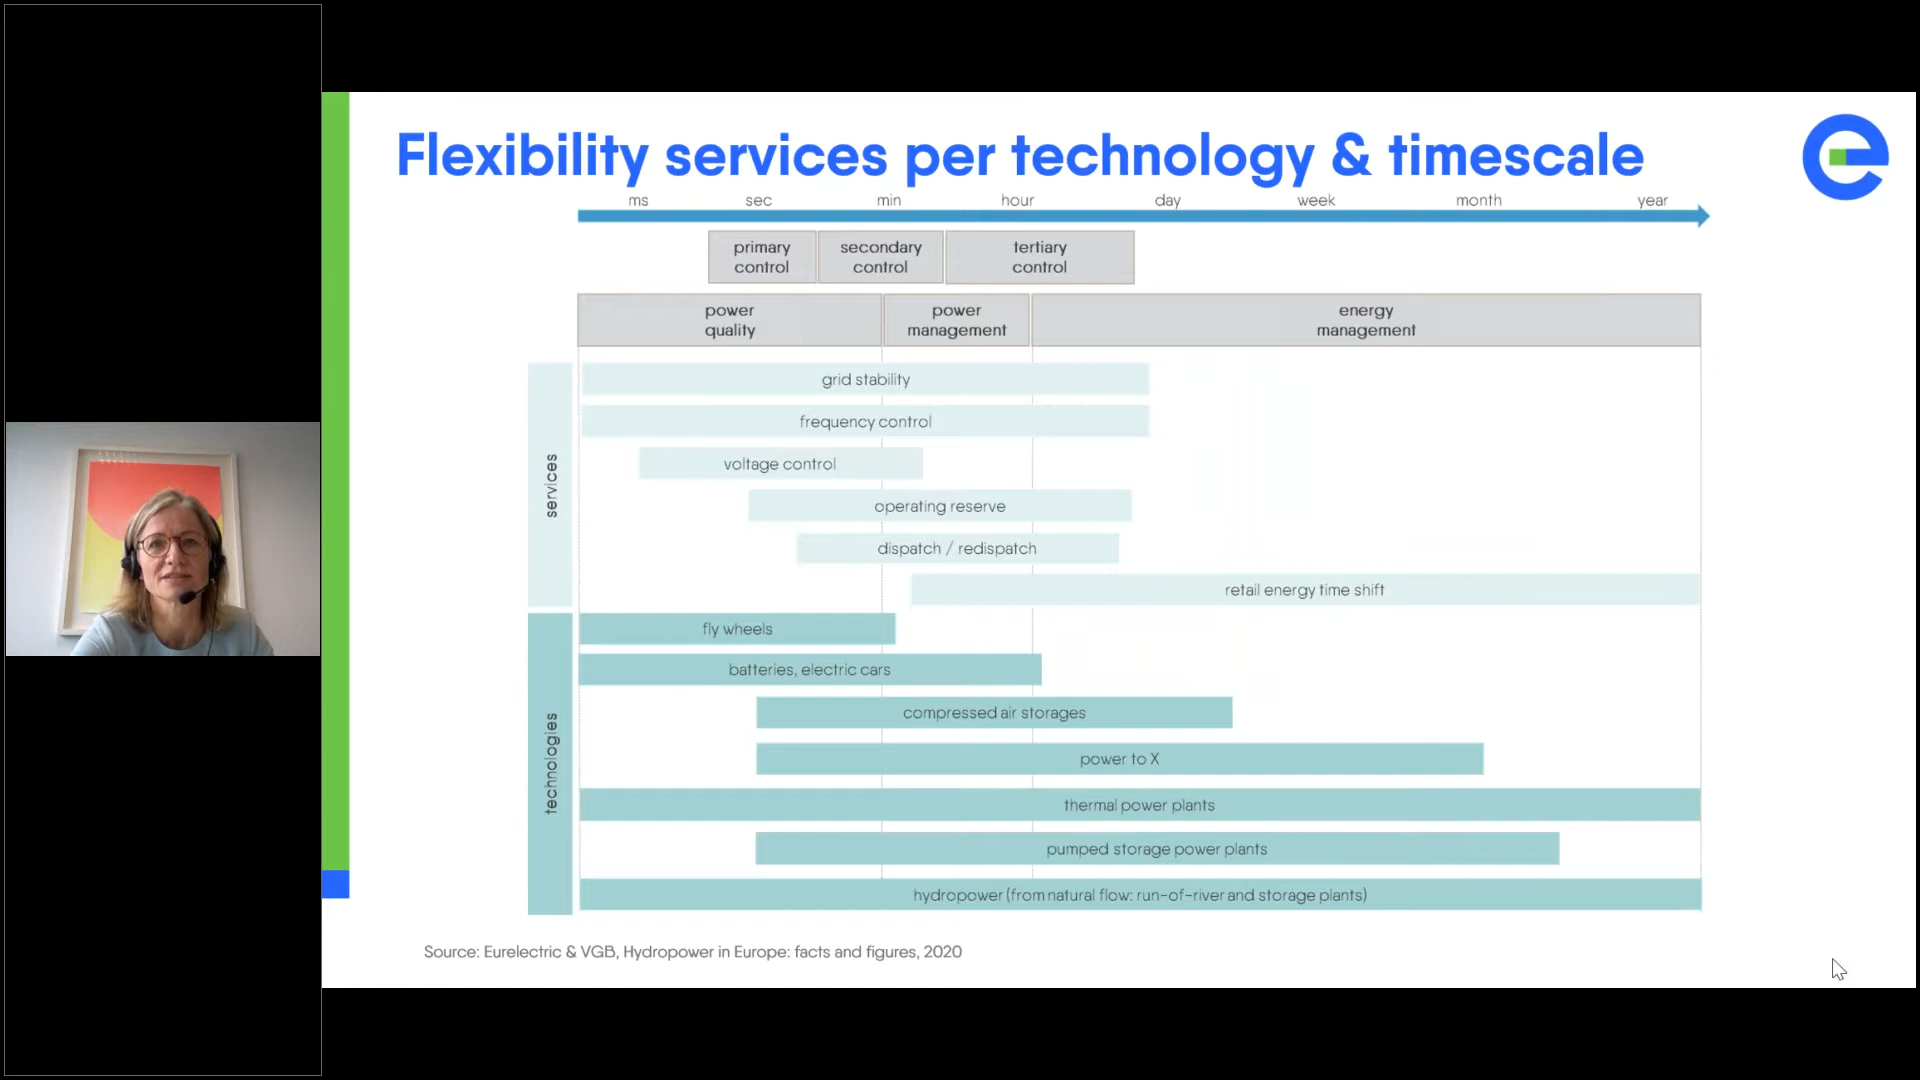 Flexibility services per technology & timescale
ms sec min hour day week month year
primary
control
secondary
control
tertiary
control
power
quality
power
management
energy
management
services
grid stability
frequency control
voltage control
operating reserve
dispatch / redispatch
retail energy time shift
technologies
fly wheels
batteries, electric cars
compressed air storages
power to X
thermal power plants
pumped storage power plants
hydropower (from natural flow: run-of-river and storage plants)
Source: Eurelectric & VGB, Hydropower in Europe: facts and figures, 2020